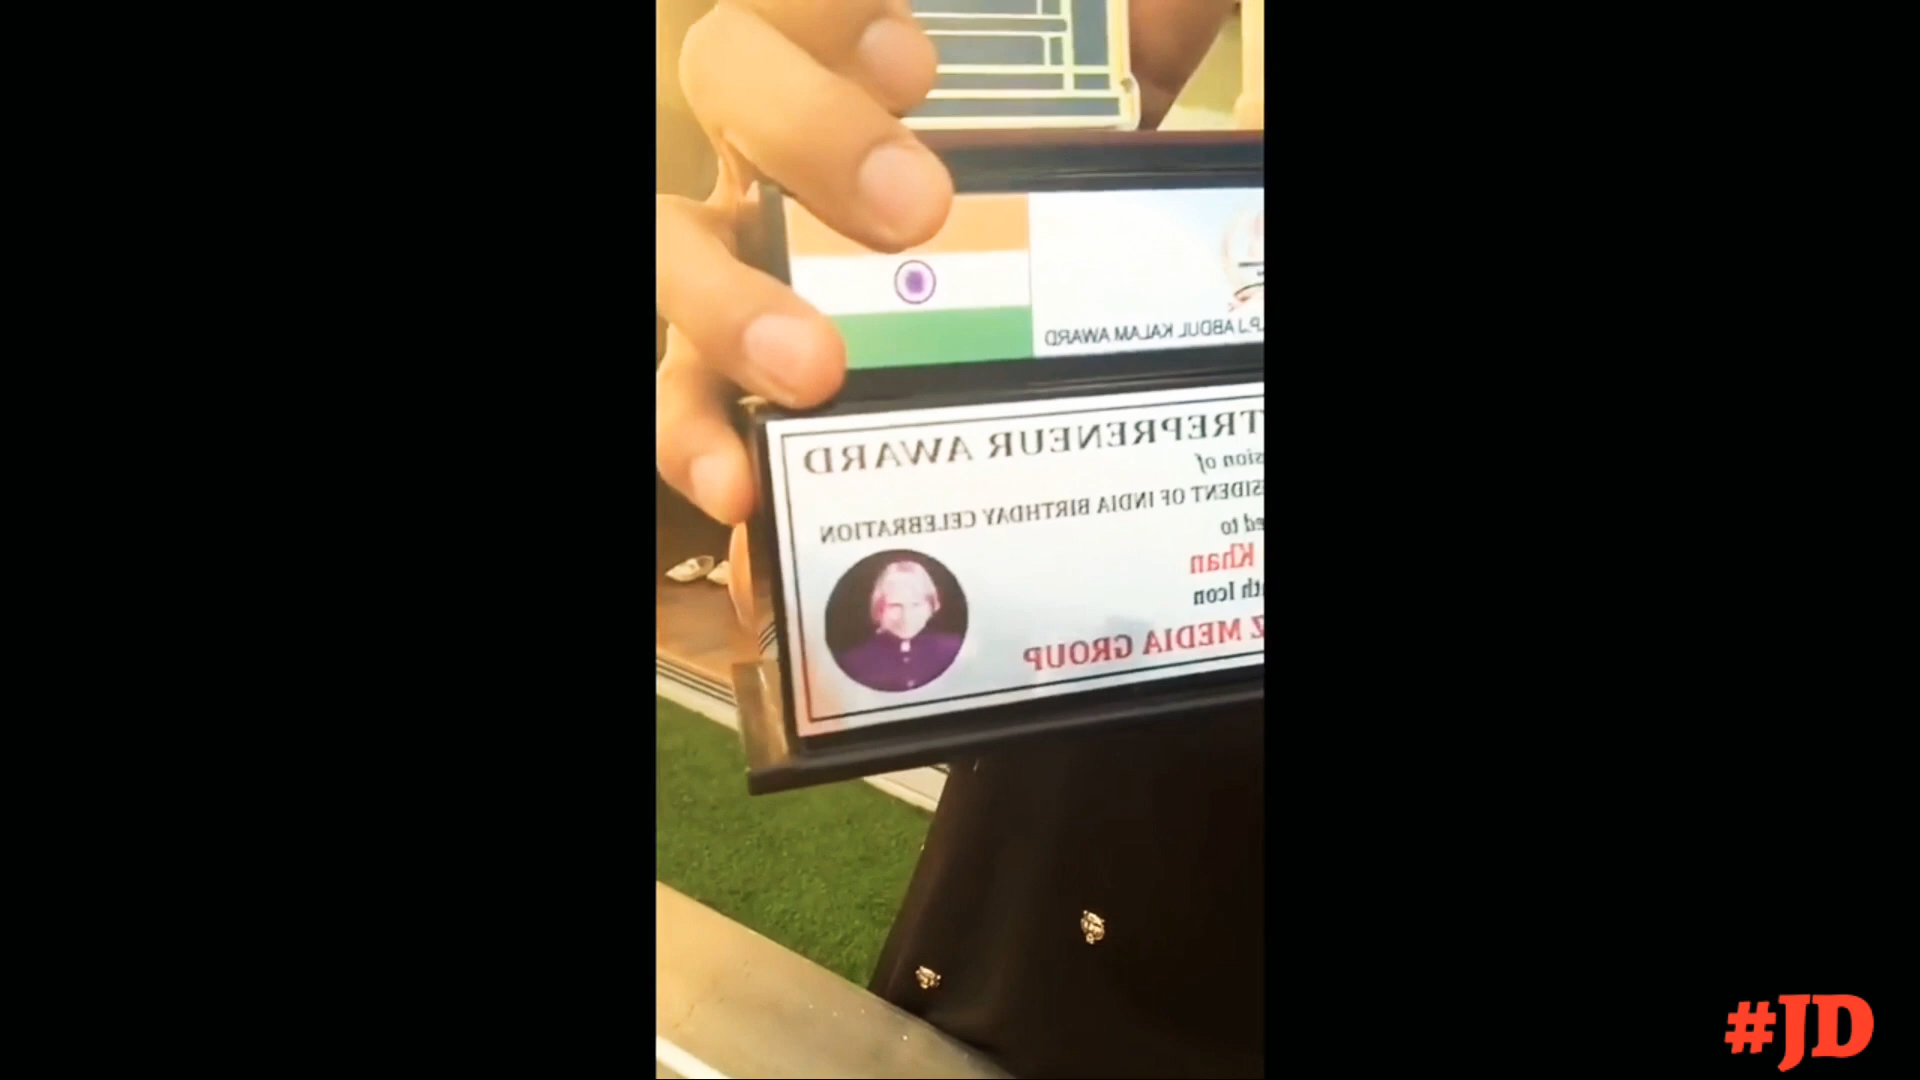 P.J ABDUL KALAM AWARD
TREPRENEUR AWARD
sion of
SIDENT OF INDIA BIRTHDAY CELEBRATION
ed to
Khan
th Icon
Z MEDIA GROUP
#JD